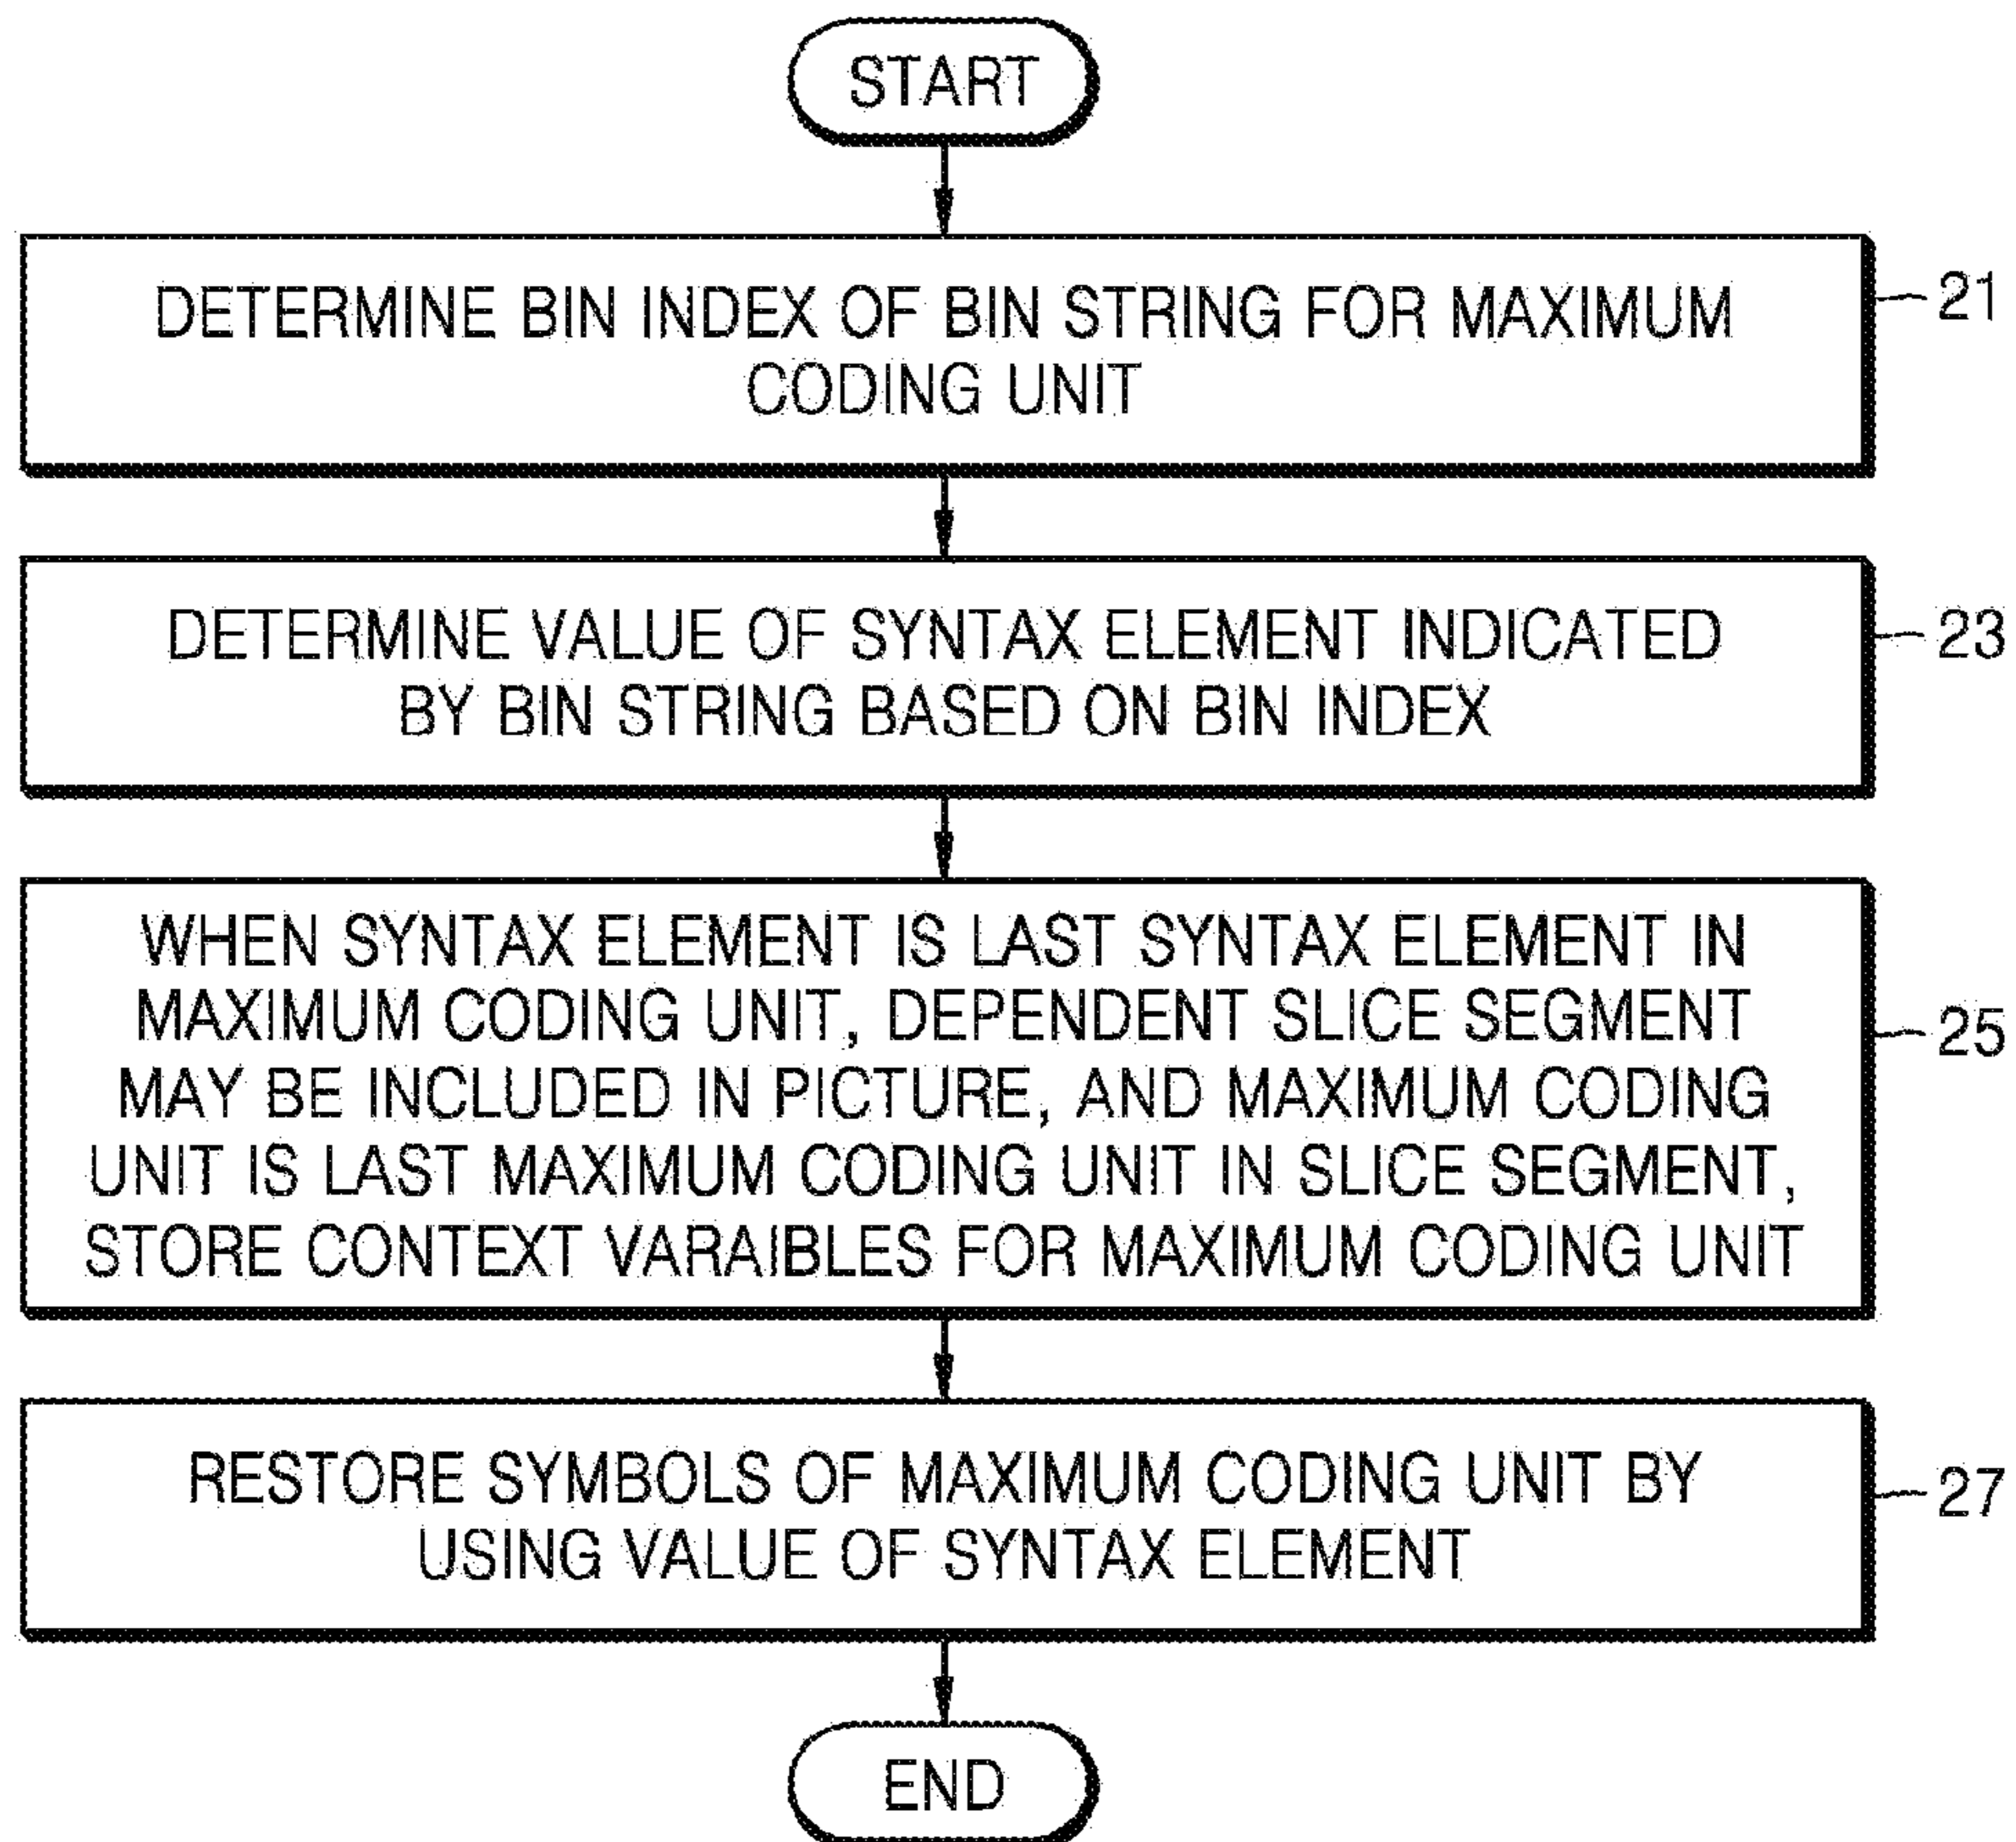 START
DETERMINE BIN INDEX OF BIN STRING FOR MAXIMUM
CODING UNIT
21
DETERMINE VALUE OF SYNTAX ELEMENT INDICATED
BY BIN STRING BASED ON BIN INDEX
23
WHEN SYNTAX ELEMENT IS LAST SYNTAX ELEMENT IN
MAXIMUM CODING UNIT, DEPENDENT SLICE SEGMENT
MAY BE INCLUDED IN PICTURE, AND MAXIMUM CODING
UNIT IS LAST MAXIMUM CODING UNIT IN SLICE SEGMENT,
STORE CONTEXT VARAIBLES FOR MAXIMUM CODING UNIT
25
RESTORE SYMBOLS OF MAXIMUM CODING UNIT BY
USING VALUE OF SYNTAX ELEMENT
27
END